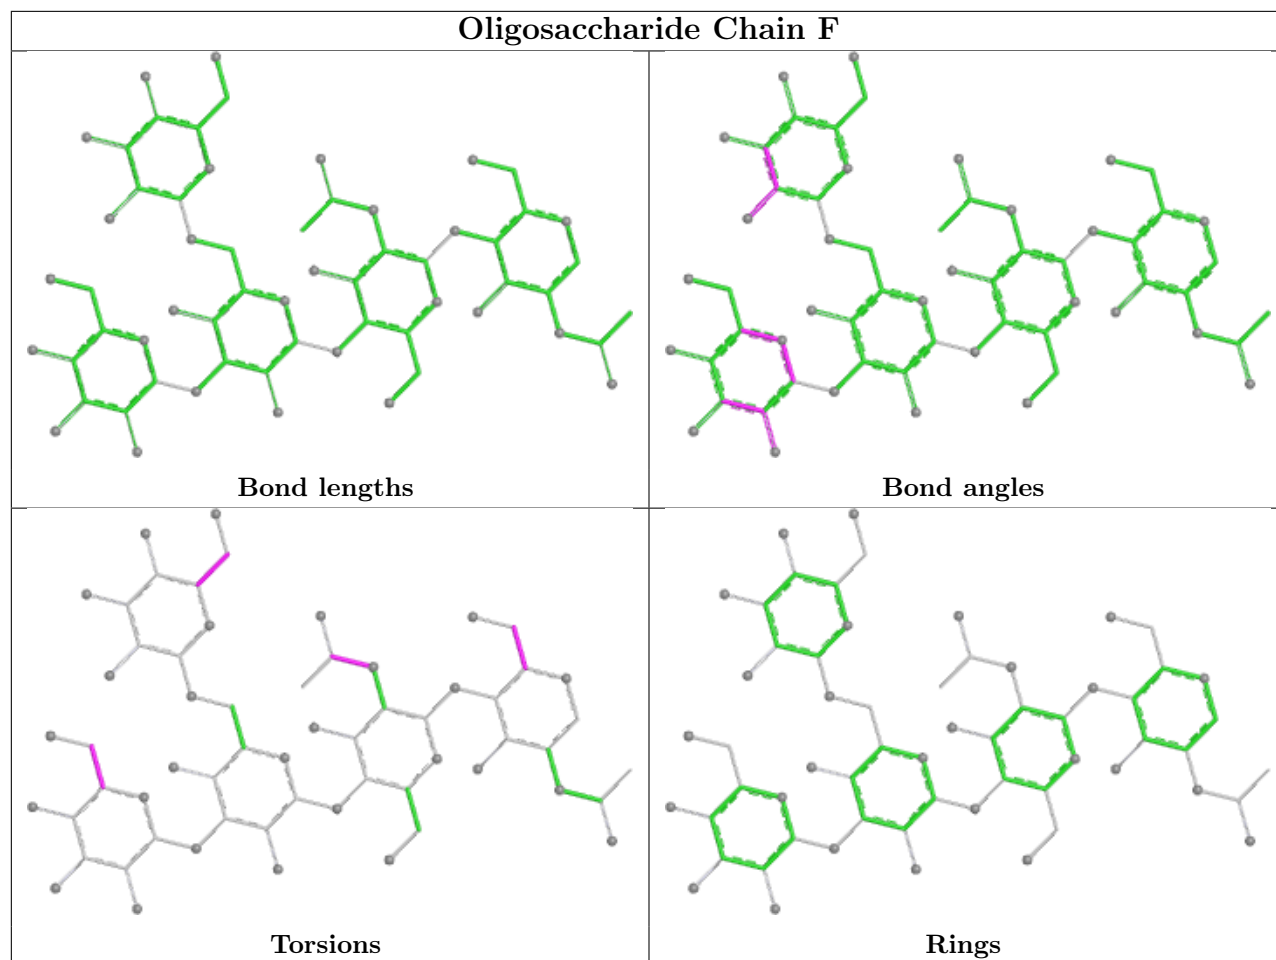 Oligosaccharide Chain F
Bond lengths
Bond angles
Torsions
Rings